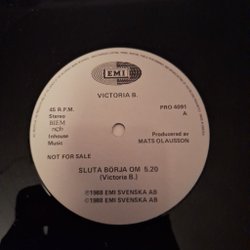 EMI
VICTORIA B.
45 R.P.M.
Stereo
BIEM
ncb
Inhouse
Music
PRO 4091
A
Producerad av
MATS OLAUSSON
NOT FOR SALE
SLUTA BÖRJA OM 5.20
(Victoria B.)
℗1988 EMI SVENSKA AB
©1988 EMI SVENSKA AB